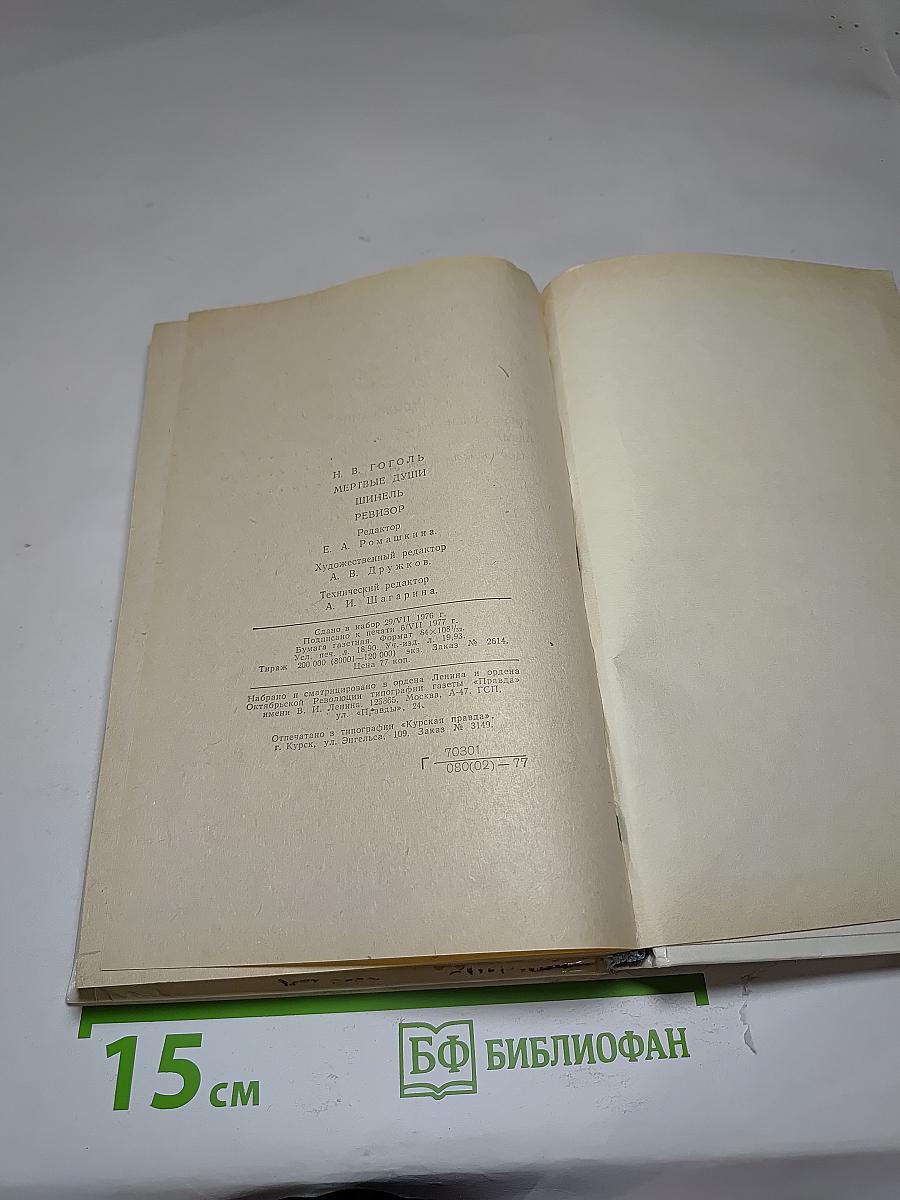 Н. В. ГОГОЛЬ
МЕРТВЫЕ ДУШИ
ШИНЕЛЬ
РЕВИЗОР
Редактор
Е. А. Ромашкина.
Художественный редактор
А. В. Дружков.
Технический редактор
А. И. Шагарина.
Сдано в набор 29/VII 1976 г.
Подписано к печати 6/VII 1977 г.
Бумага газетная. Формат 84×108¹/₃₂.
Усл. печ. л. 18,90. Уч.-изд. л. 19,93.
Тираж 200 000 (80001—120 000) экз. Заказ № 2614.
Цена 77 коп.
Набрано и сматрицировано в ордена Ленина и ордена
Октябрьской Революции типографии газеты «Правда»
имени В. И. Ленина. 125865, Москва, А-47, ГСП,
ул. «Правды», 24.
Отпечатано в типографии «Курская правда»,
г. Курск, ул. Энгельса, 109. Заказ № 3149.
Г 70301
080(02)—77
15 см
БФ БИБЛИОФАН